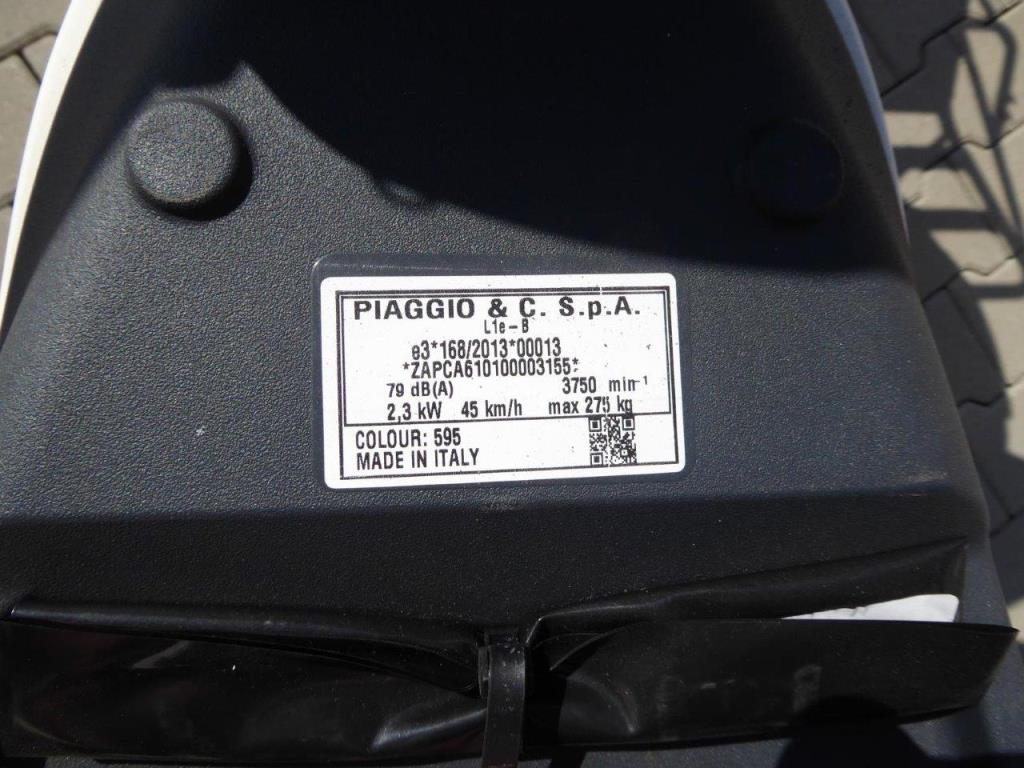 PIAGGIO & C. S.p.A.
L1e-B
e3*168/2013*00013
*ZAPCA610100003155*
79 dB(A) 3750 min-1
2,3 kW 45 km/h max 275 kg
COLOUR: 595
MADE IN ITALY